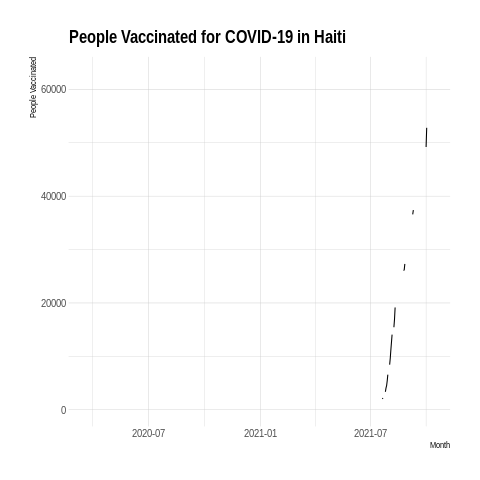 People Vaccinated for COVID-19 in Haiti
People Vaccinated
60000
40000
20000
0
2020-07
2021-01
2021-07
Month